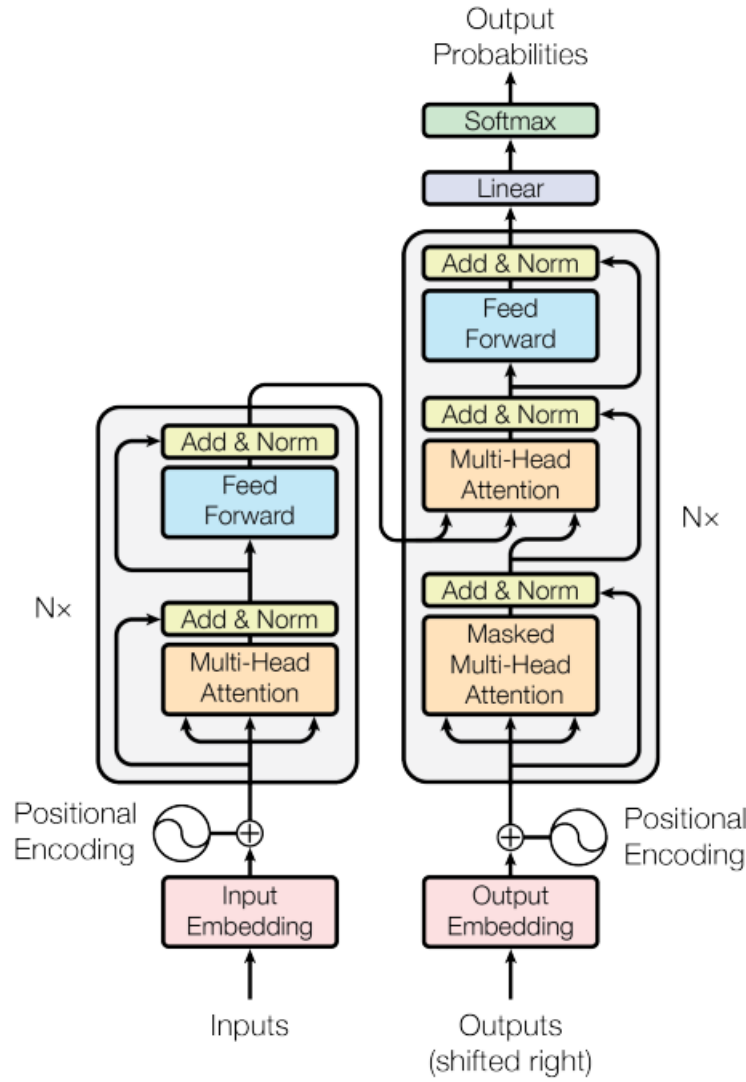 Output
Probabilities
Softmax
Linear
Add & Norm
Feed
Forward
Add & Norm
Multi-Head
Attention
Add & Norm
Masked
Multi-Head
Attention
N×
Add & Norm
Feed
Forward
Add & Norm
Multi-Head
Attention
N×
Positional
Encoding
Positional
Encoding
Input
Embedding
Output
Embedding
Inputs
Outputs
(shifted right)